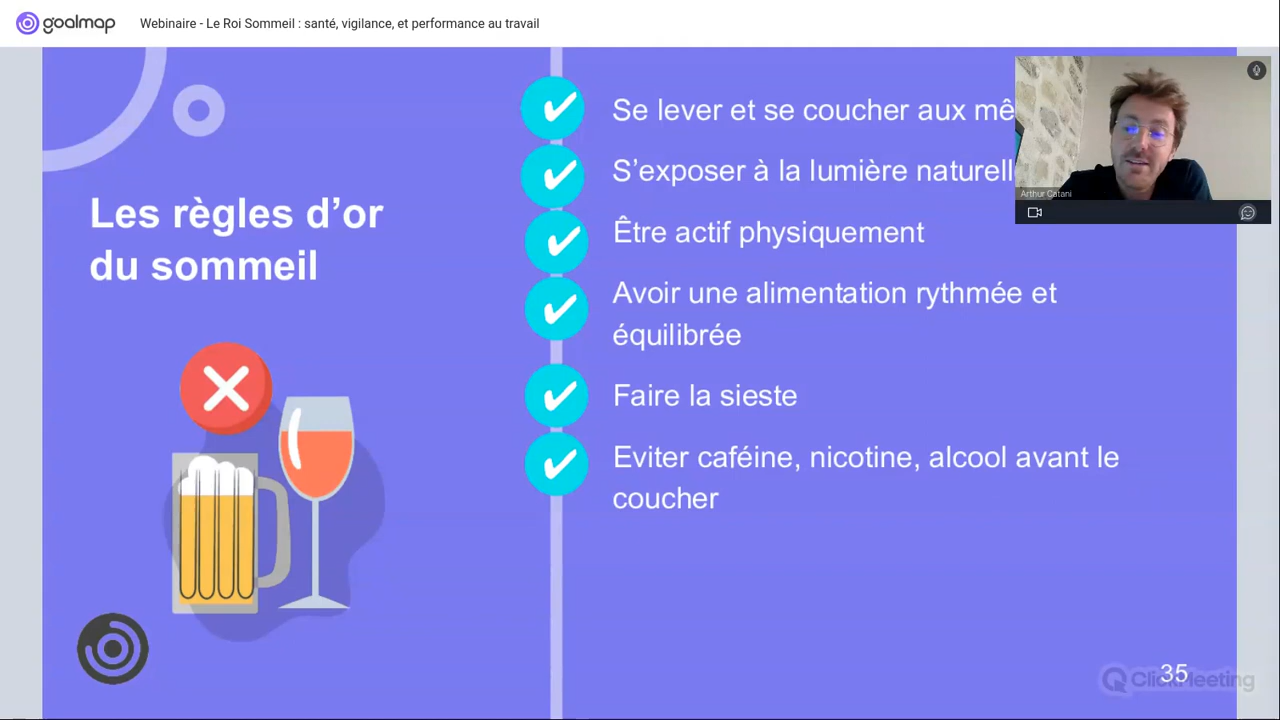 goalmap
Webinaire - Le Roi Sommeil : santé, vigilance, et performance au travail
Les règles d’or
du sommeil
Se lever et se coucher aux
S’exposer à la lumière
Être actif physiquement
Avoir une alimentation rythmée et
équilibrée
Faire la sieste
Eviter caféine, nicotine, alcool avant le
coucher
Arthur Catani
35
ClickMeeting